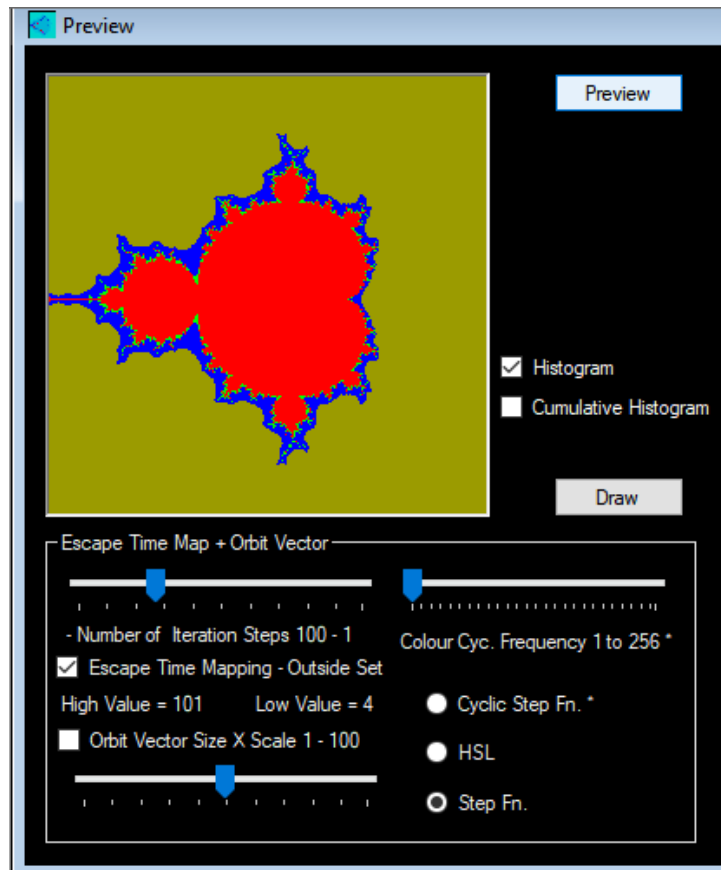 Preview
Preview
Histogram
Cumulative Histogram
Draw
Escape Time Map + Orbit Vector
- Number of Iteration Steps 100 - 1
Colour Cyc. Frequency 1 to 256 *
Escape Time Mapping - Outside Set
High Value = 101 Low Value = 4
Cyclic Step Fn. *
Orbit Vector Size X Scale 1 - 100
HSL
Step Fn.